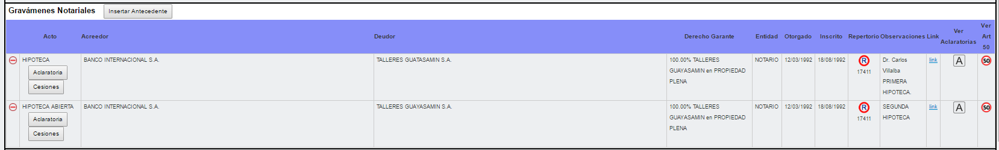 Gravámenes Notariales Insertar Antecedente
Acto Acreedor Deudor Derecho Garante Entidad Otorgado Inscrito Repertorio Observaciones Link Ver Aclaratorias Ver Art 50
HIPOTECA BANCO INTERNACIONAL S.A. TALLERES GUATASAMIN S.A. 100.00% TALLERES NOTARIO 12/03/1992 18/08/1992 R Dr. Carlos link A 50
Aclaratoria GUAYASAMIN en PROPIEDAD 17411 Villalba
Cesiones PLENA PRIMERA
HIPOTECA.
HIPOTECA ABIERTA BANCO INTERNACIONAL S.A. TALLERES GUAYASAMIN S.A. 100.00% TALLERES NOTARIO 12/03/1992 18/08/1992 R SEGUNDA link A 50
Aclaratoria GUAYASAMIN en PROPIEDAD 17411 HIPOTECA
Cesiones PLENA